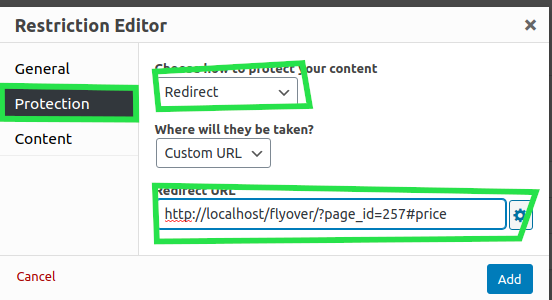 Restriction Editor
×
General
Choose how to protect your content
Redirect
Protection
Where will they be taken?
Content
Custom URL
Redirect URL
http://localhost/flyover/?page_id=257#price
Cancel
Add